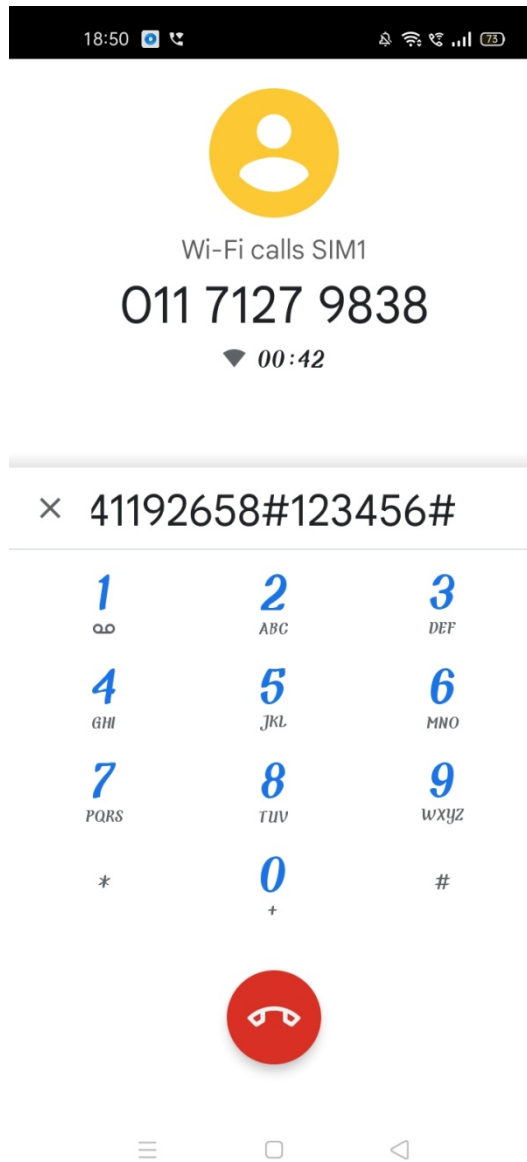 18:50
73
Wi-Fi calls SIM1
011 7127 9838
00:42
41192658#123456#
1 2 3
ABC DEF
4 5 6
GHI JKL MNO
7 8 9
PQRS TUV WXYZ
* 0 #
+